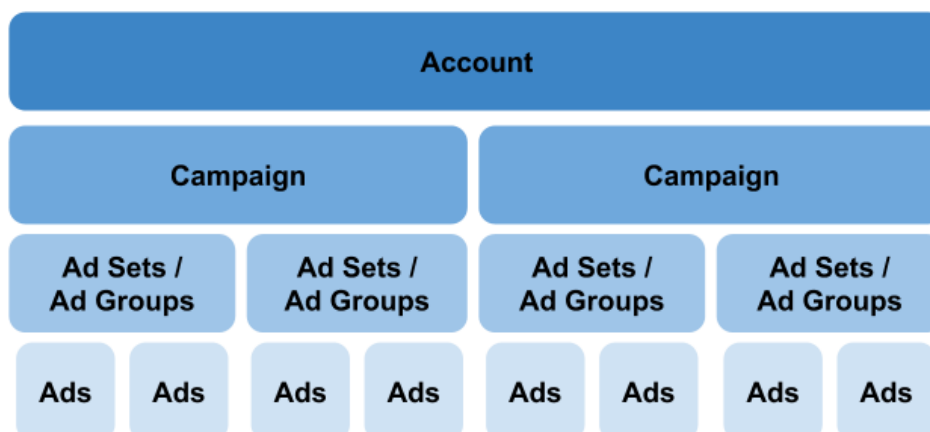 Account
Campaign Campaign
Ad Sets / Ad Sets / Ad Sets / Ad Sets /
Ad Groups Ad Groups Ad Groups Ad Groups
Ads Ads Ads Ads Ads Ads Ads Ads